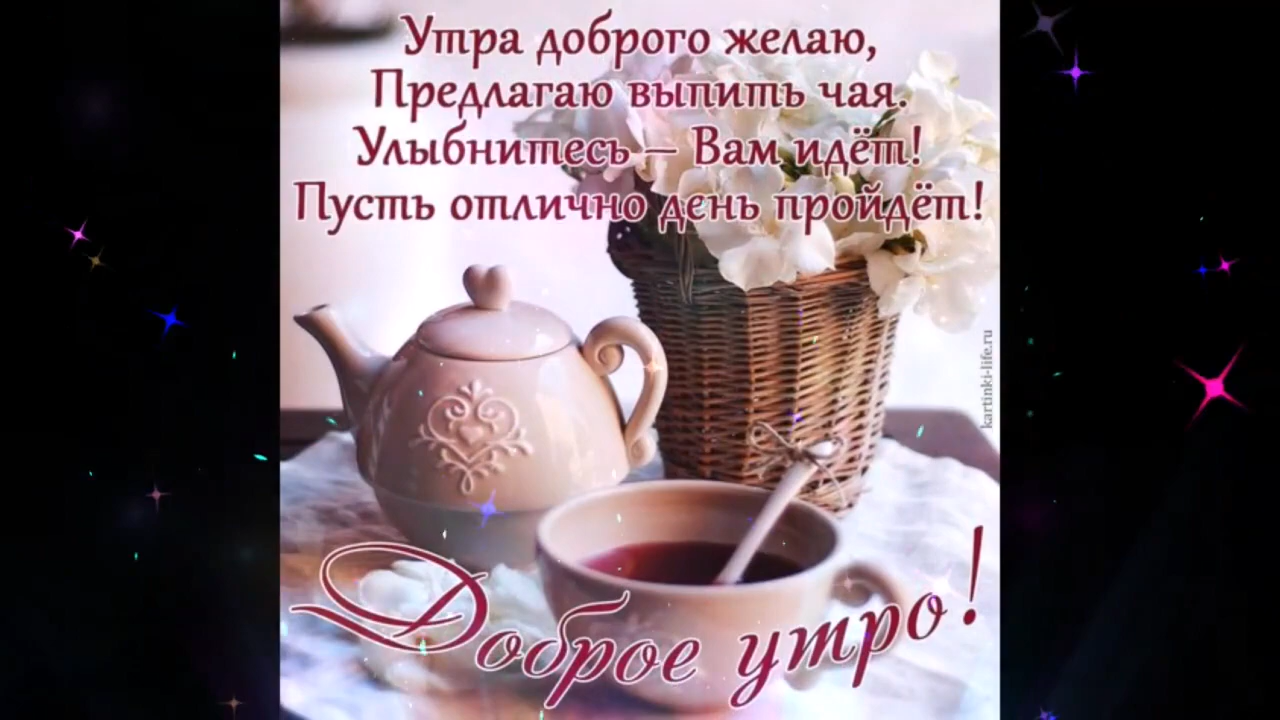 Утра доброго желаю,
Предлагаю выпить чая.
Улыбнитесь – Вам идёт!
Пусть отлично день пройдёт!
kartinki-life.ru
Доброе утро!